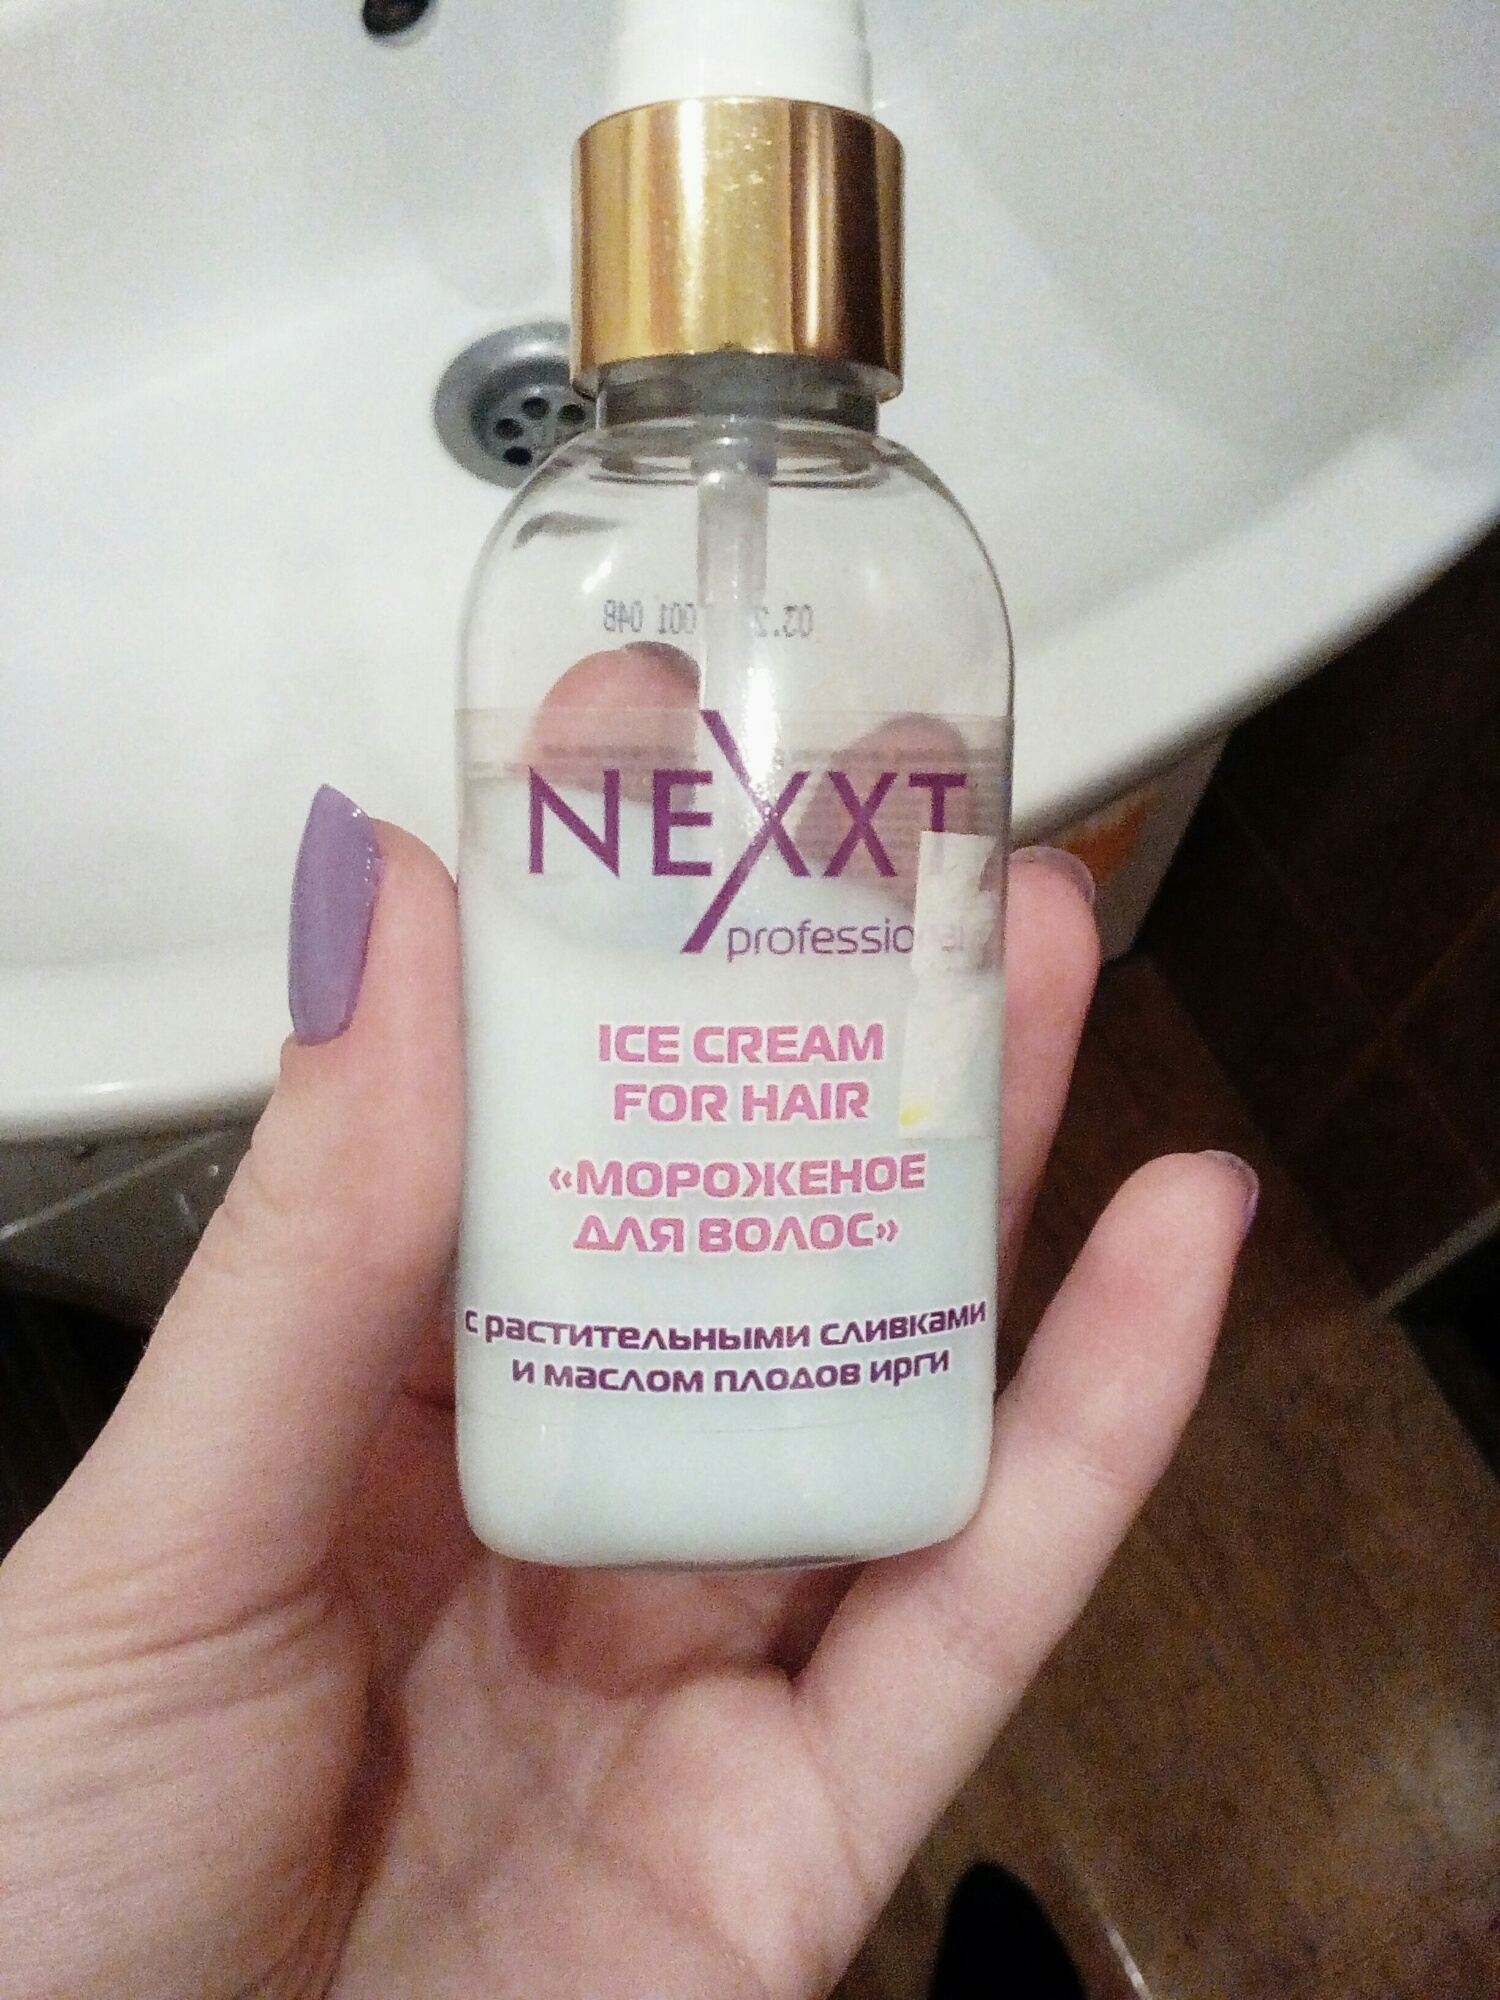 NEXXT
professional
ICE CREAM
FOR HAIR
«МОРОЖЕНОЕ
ДЛЯ ВОЛОС»
с растительными сливками
и маслом плодов ирги